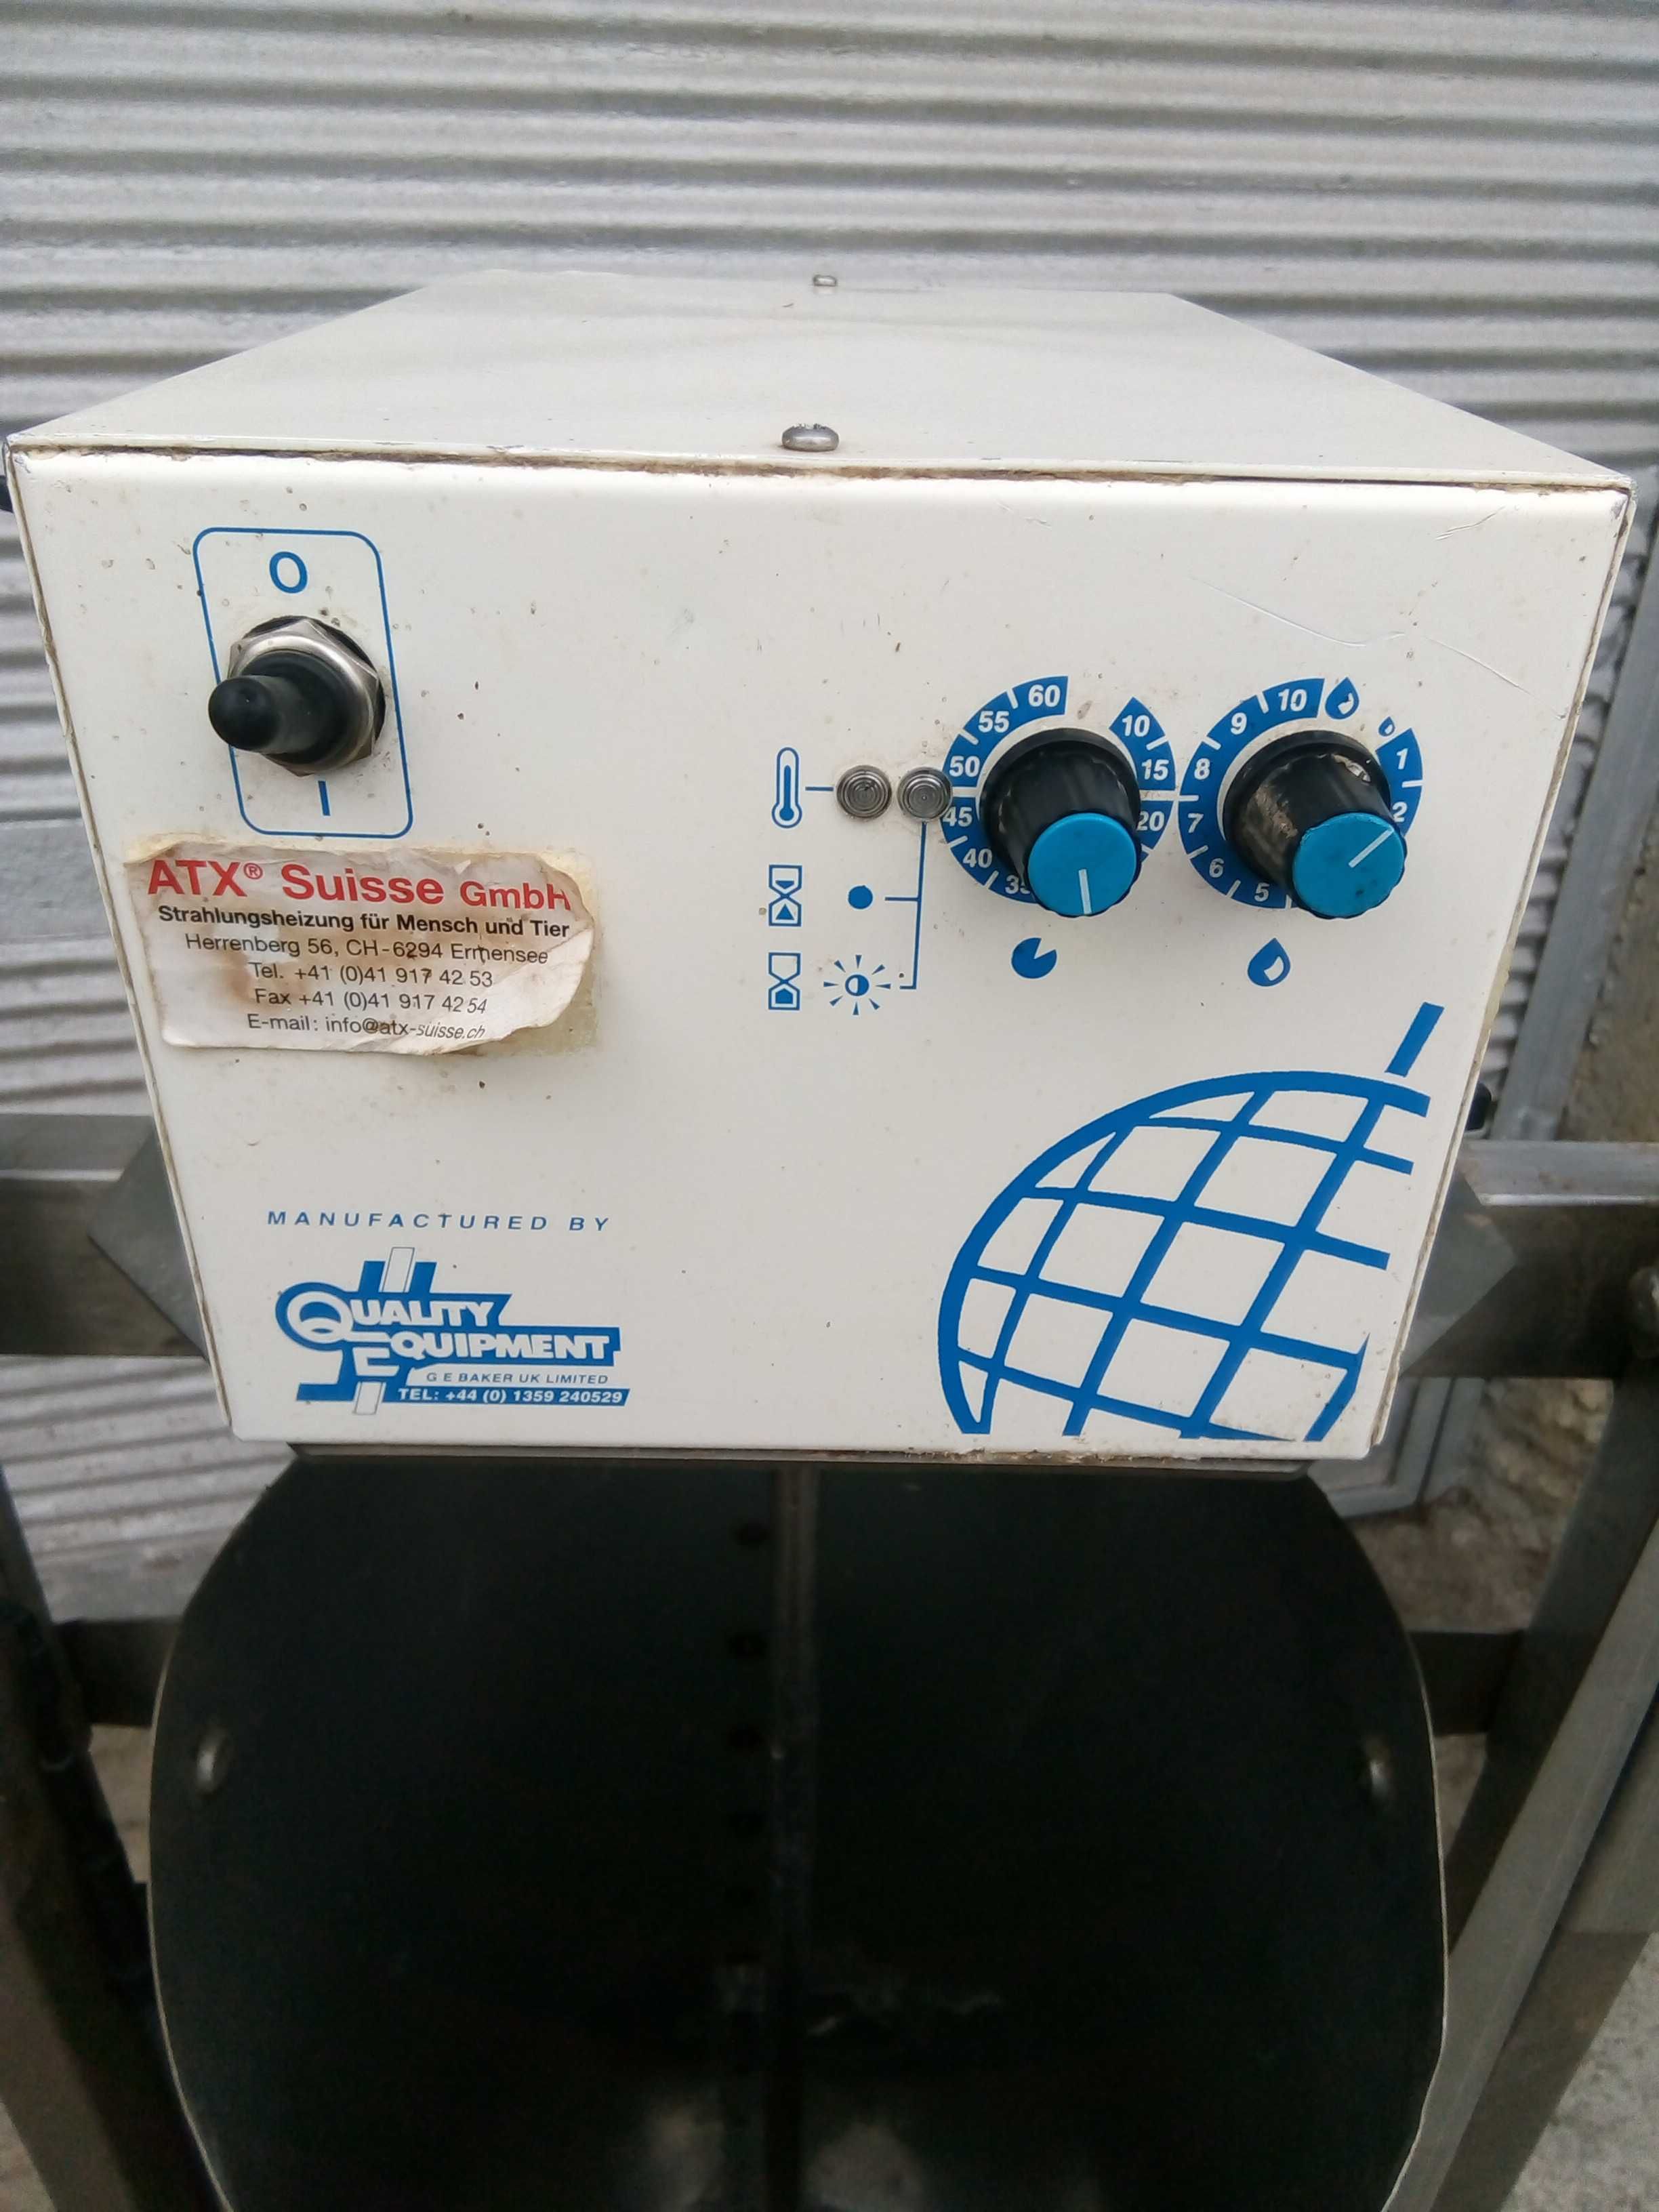 O
I
ATX® Suisse GmbH
Strahlungsheizung für Mensch und Tier
Herrenberg 56, CH-6294 Ermensee
Tel. +41 (0)41 917 42 53
Fax +41 (0)41 917 42 54
E-mail: info@atx-suisse.ch
60
55
50
45
40
10
15
20
10
9
8
7
6
5
1
2
MANUFACTURED BY
QUALITY
EQUIPMENT
G E BAKER UK LIMITED
TEL: +44 (0) 1359 240529